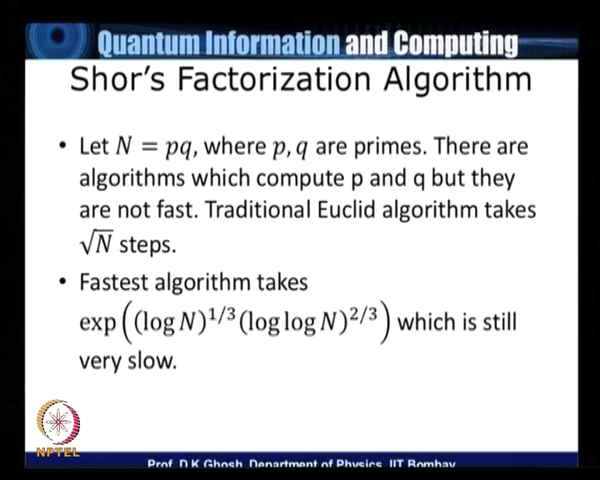 Quantum Information and Computing
Shor's Factorization Algorithm
• Let N = pq, where p, q are primes. There are
algorithms which compute p and q but they
are not fast. Traditional Euclid algorithm takes
√N steps.
• Fastest algorithm takes
exp((log N)^{1/3}(log log N)^{2/3}) which is still
very slow.
NPTEL
Prof. D K Ghosh, Department of Physics, IIT Bombay